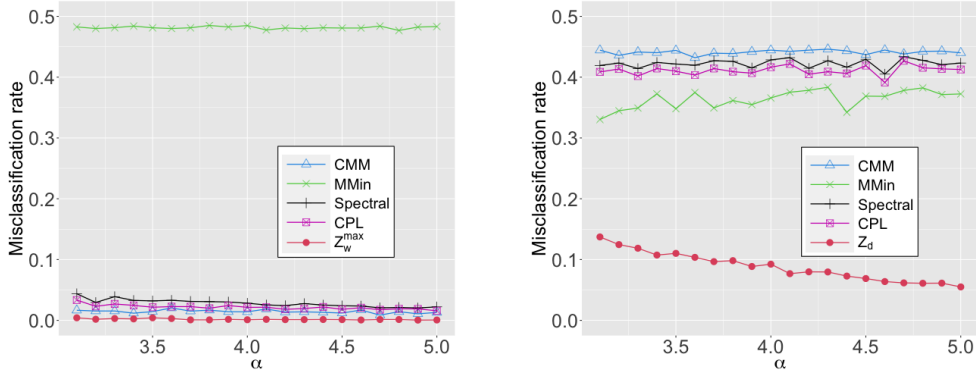 Misclassification rate
0.5
0.4
0.3
0.2
0.1
0.0
CMM
MMin
Spectral
CPL
Z_w^max
3.5
4.0
4.5
5.0
α
Misclassification rate
0.5
0.4
0.3
0.2
0.1
0.0
CMM
MMin
Spectral
CPL
Z_d
3.5
4.0
4.5
5.0
α